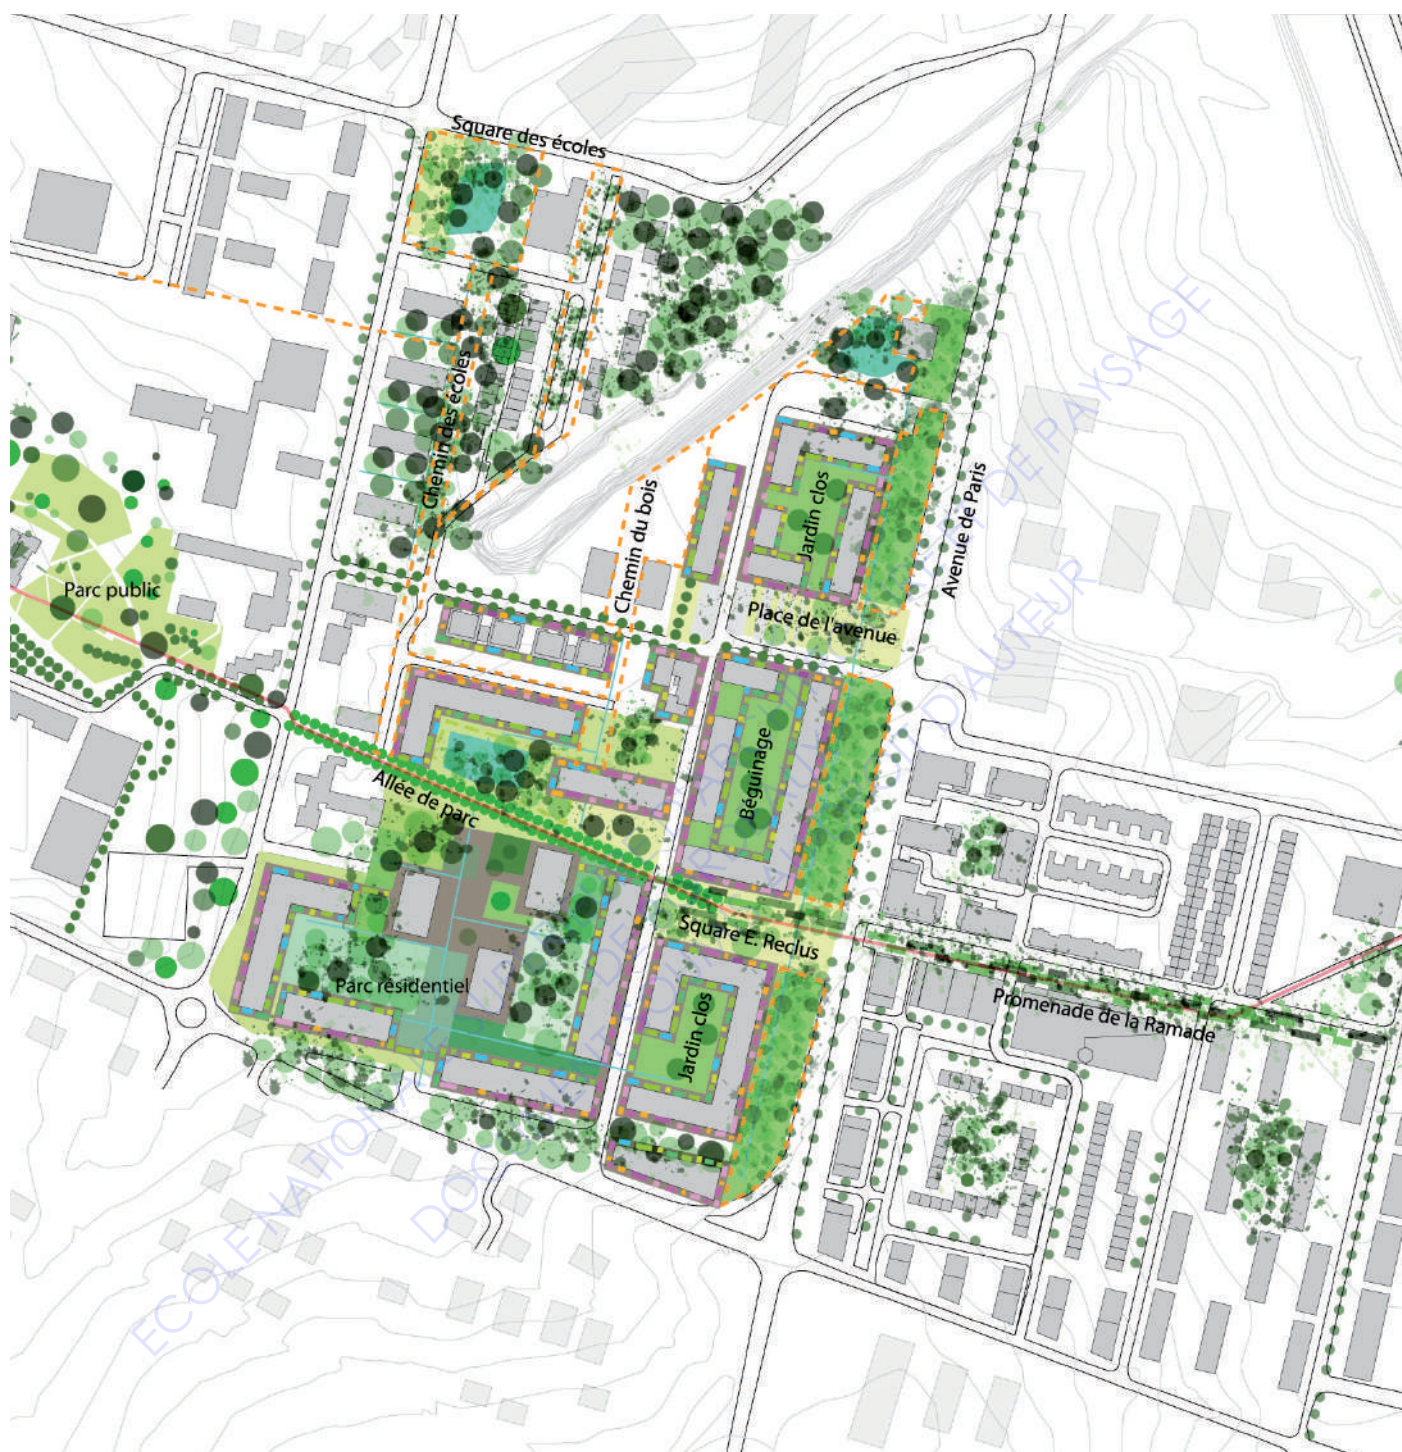 Square des écoles
Chemin des écoles
Chemin du bois
Jardin clos
Avenue de Paris
Parc public
Place de l'avenue
Béguinage
Allée de parc
Square E. Reclus
Parc résidentiel
Jardin clos
Promenade de la Ramade